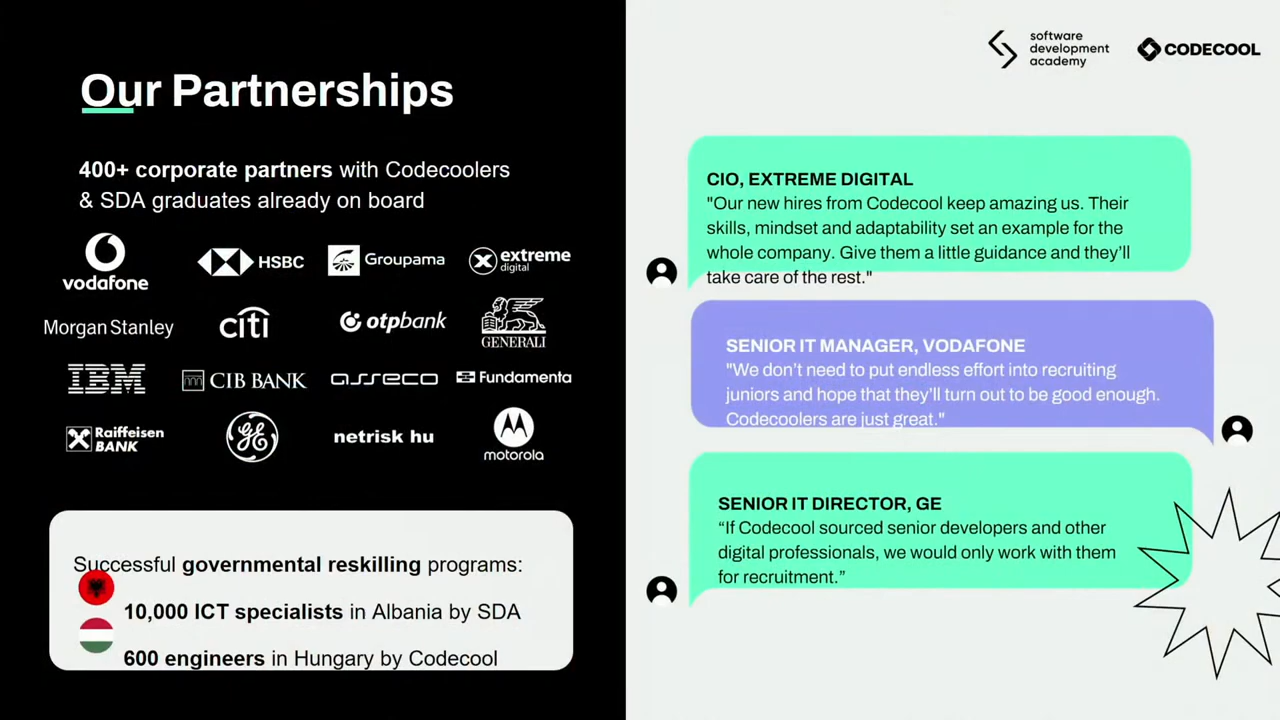 Our Partnerships
400+ corporate partners with Codecoolers
& SDA graduates already on board
vodafone
HSBC
Groupama
extreme
digital
Morgan Stanley
citi
otpbank
GENERALI
IBM
CIB BANK
asseco
Fundamenta
Raiffeisen
BANK
GE
netrisk hu
motorola
Successful governmental reskilling programs:
10,000 ICT specialists in Albania by SDA
600 engineers in Hungary by Codecool
software
development
academy
CODECOOL
CIO, EXTREME DIGITAL
"Our new hires from Codecool keep amazing us. Their
skills, mindset and adaptability set an example for the
whole company. Give them a little guidance and they’ll
take care of the rest."
SENIOR IT MANAGER, VODAFONE
"We don’t need to put endless effort into recruiting
juniors and hope that they’ll turn out to be good enough.
Codecoolers are just great."
SENIOR IT DIRECTOR, GE
“If Codecool sourced senior developers and other
digital professionals, we would only work with them
for recruitment.”